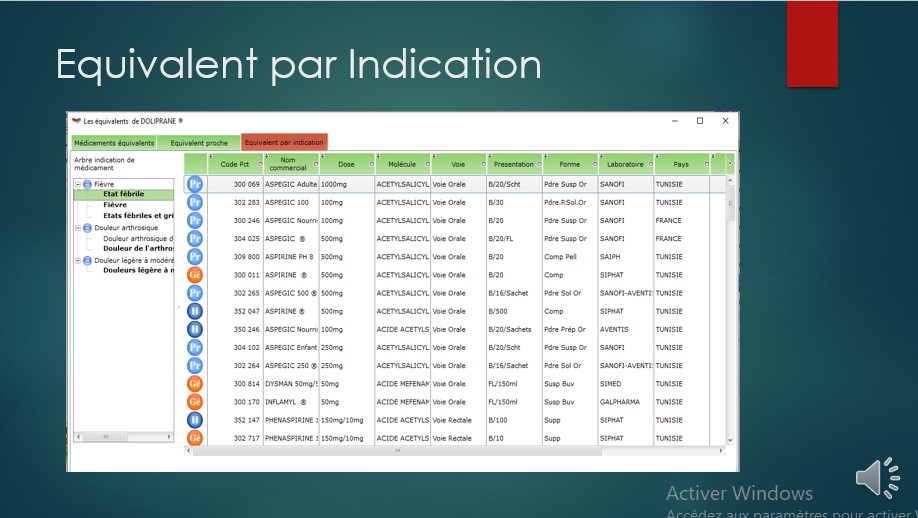 Equivalent par Indication
Les équivalents de DOLIPRANE ®
Médicaments équivalents Equivalent proche Equivalent par indication
Arbre indication de
médicament
Fièvre
Etat fébrile
Fièvre
Etats fébriles et gri
Douleur arthrosique
Douleur arthrosique d
Douleur de l'arthro
Douleur légère à modéré
Douleurs légère à m
Code Pct Nom commercial Dose Molécule Voie Presentation Forme Laboratoire Pays
Pr 300 069 ASPEGIC Adulte 1000mg ACETYLSALICYL Voie Orale B/20/Scht Pdre Susp Or SANOFI TUNISIE
Pr 302 283 ASPEGIC 100 100mg ACETYLSALICYL Voie Orale B/30 Pdre.P.Sol.Or SANOFI TUNISIE
Pr 300 246 ASPEGIC Nourri 100mg ACETYLSALICYL Voie Orale B/20 Pdre Susp Or SANOFI FRANCE
Pr 304 025 ASPEGIC ® 500mg ACETYLSALICYL Voie Orale B/20/FL Pdre Susp Or SANOFI FRANCE
Pr 309 800 ASPIRINE PH 8 500mg ACETYLSALICYL Voie Orale B/20 Comp Pell SAIPH TUNISIE
Gé 300 011 ASPIRINE ® 500mg ACETYLSALICYL Voie Orale B/20 Comp SIPHAT TUNISIE
Pr 302 265 ASPEGIC 500 ® 500mg ACETYLSALICYL Voie Orale B/16/Sachet Pdre Sol Or SANOFI-AVENTI TUNISIE
H 352 047 ASPIRINE ® 500mg ACETYLSALICYL Voie Orale B/500 Comp SIPHAT TUNISIE
H 350 246 ASPEGIC Nourri 100mg ACIDE ACETYLS Voie Orale B/20/Sachets Pdre Prép Or AVENTIS TUNISIE
Pr 304 102 ASPEGIC Enfant 250mg ACETYLSALICYL Voie Orale B/20/Scht Pdre Susp Or SANOFI TUNISIE
Pr 302 264 ASPEGIC 250 ® 250mg ACETYLSALICYL Voie Orale B/16/Sachet Pdre Sol Or SANOFI-AVENTI TUNISIE
Gé 300 814 DYSMAN 50mg/5 50mg ACIDE MEFENAM Voie Orale FL/150ml Susp Buv SIMED TUNISIE
Gé 300 170 INFLAMYL ® 50mg ACIDE MEFENAM Voie Orale FL/150ml Susp Buv GALPHARMA TUNISIE
H 352 147 PHENASPIRINE 1 150mg/10mg ACIDE ACETYLS Voie Rectale B/100 Supp SIPHAT TUNISIE
Gé 302 717 PHENASPIRINE 1 150mg/10mg ACIDE ACETYLS Voie Rectale B/10 Supp SIPHAT TUNISIE
Activer Windows
Accédez aux paramètres pour activer